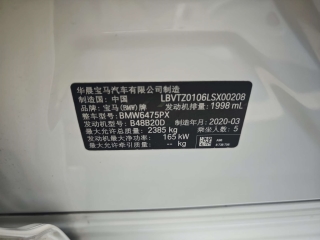 华晨宝马汽车有限公司制造
制造国：中国 LBVTZ0106LSX00208
品牌：宝马(BMW)牌 发动机排量：1998 mL
整车型号：BMW6475PX
发动机型号：B48B20D 制造年月：2020-03
最大允许总质量：2385 kg 乘坐人数：5
发动机最大净功率：165 kW
最大允许牵引质量： kg